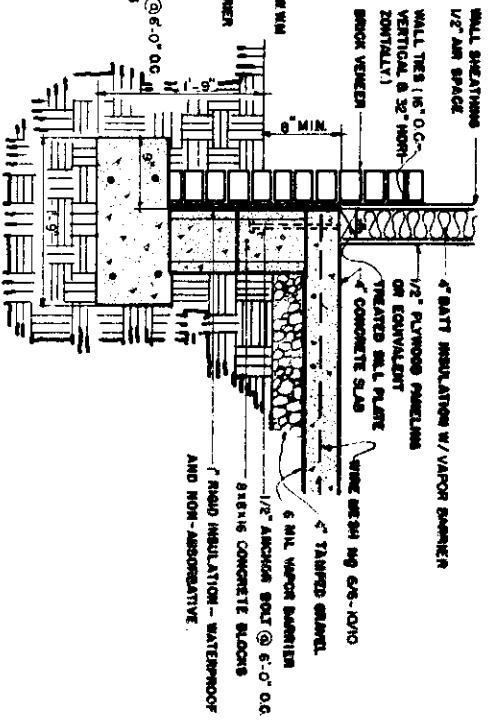 WALL SHEATHING
1/2" AIR SPACE
WALL TIES (16" O.C.-
VERTICAL & 32" HORI-
ZONTALLY)
BRICK VENEER
4" BATT INSULATION W/ VAPOR BARRIER
1/2" PLYWOOD PANELING
OR EQUIVALENT
TREATED SILL PLATE
4" CONCRETE SLAB
WIRE MESH NO 6/6-10/10
4" TAMPED GRAVEL
6 MIL VAPOR BARRIER
1/2" ANCHOR BOLT @ 6'-0" O.C.
8x8x16 CONCRETE BLOCKS
1" RIGID INSULATION - WATERPROOF
AND NON-ABSORBATIVE.
8" MIN.
1'-6"
9"
@ 6'-0" OC